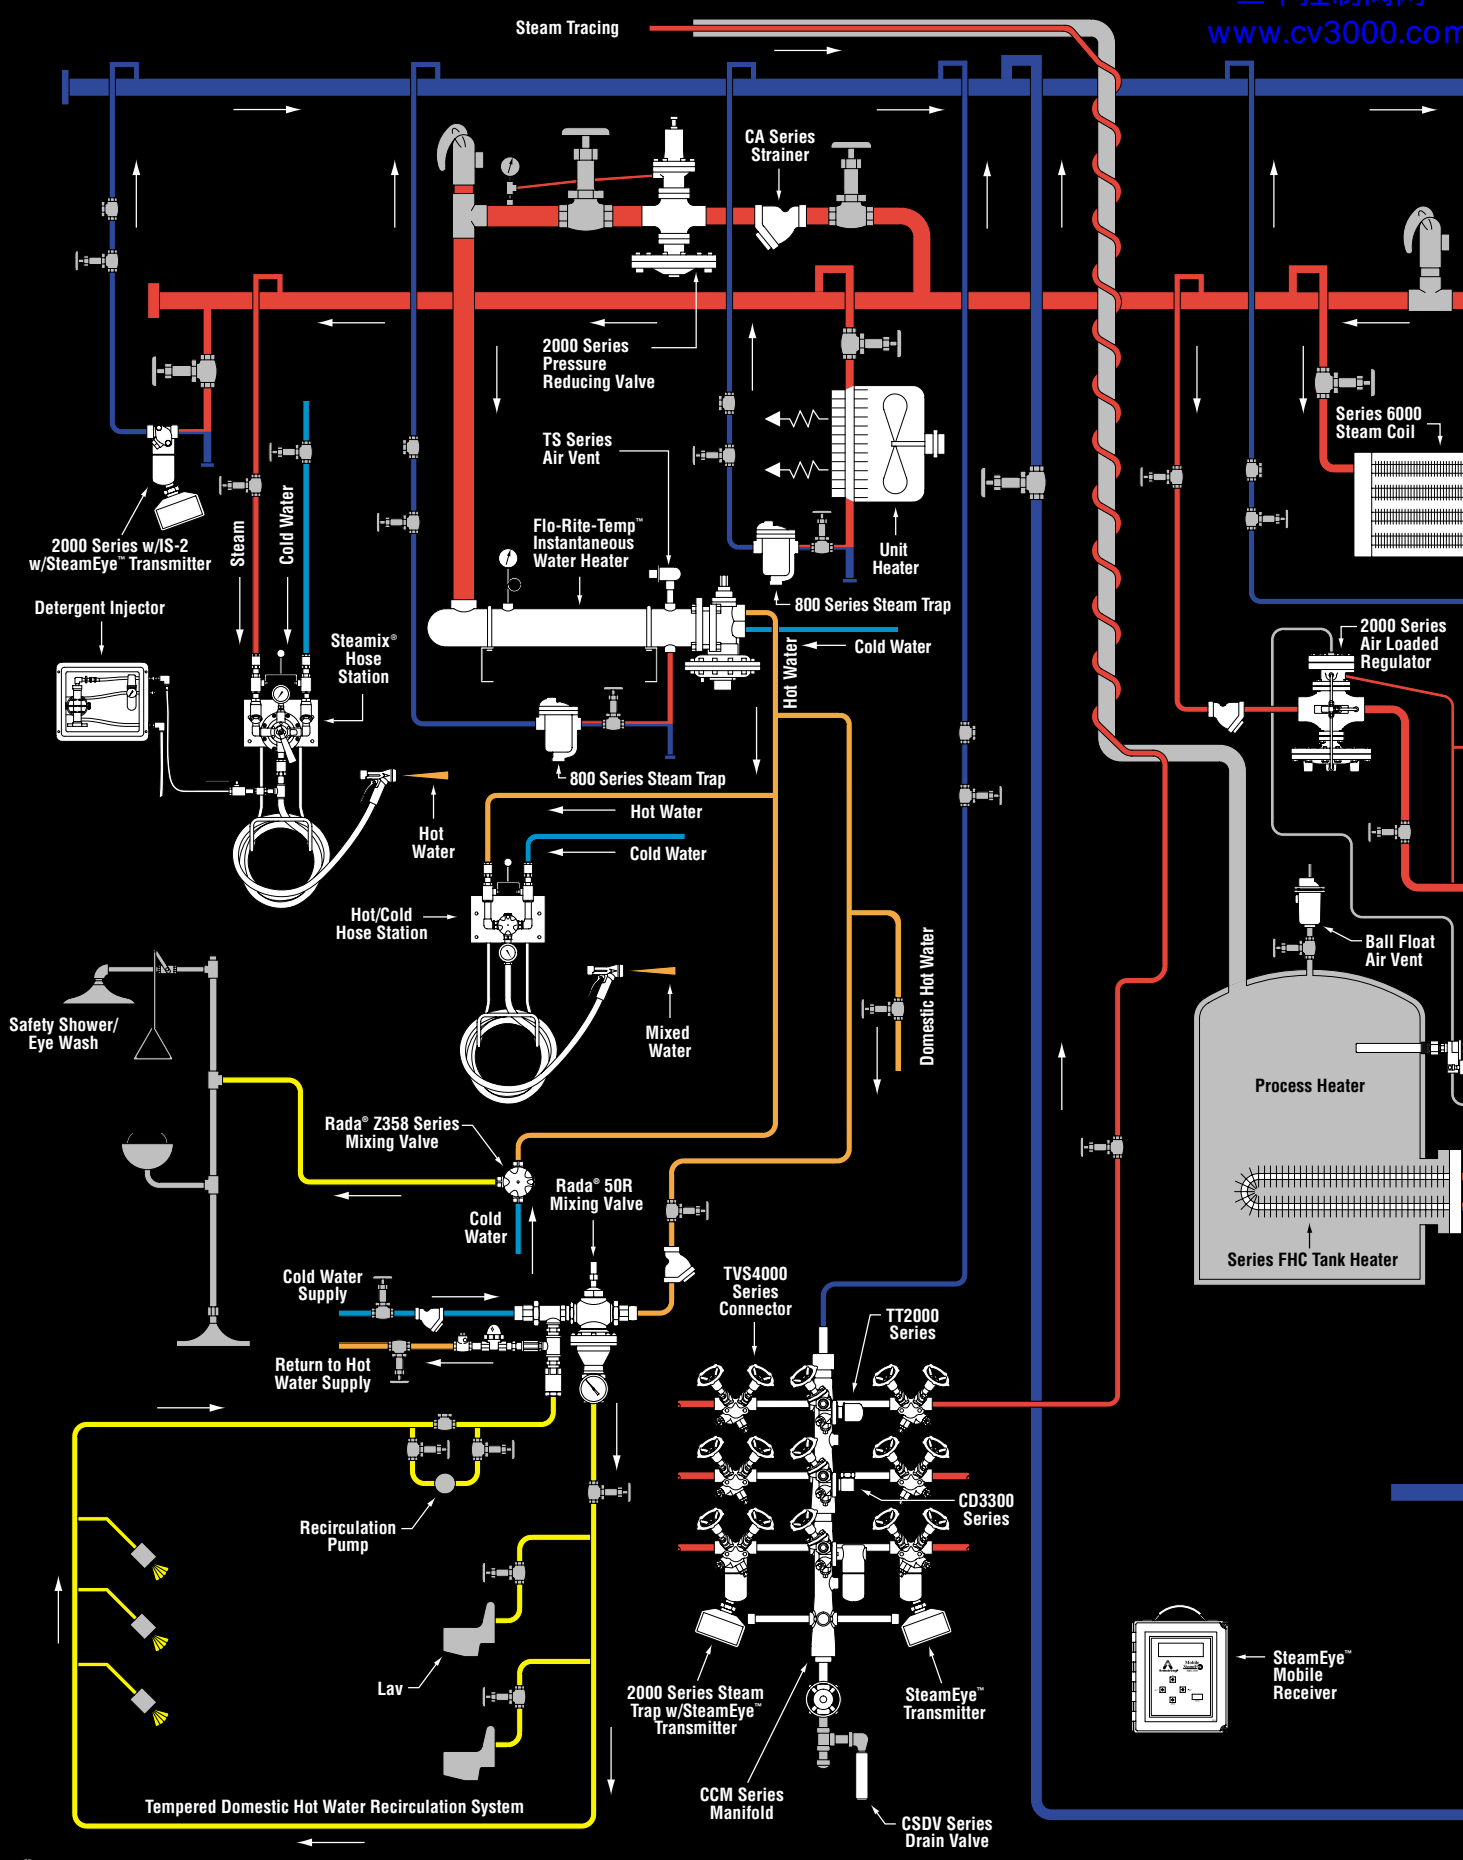 www.cv3000.com
Steam Tracing
CA Series
Strainer
2000 Series
Pressure
Reducing Valve
TS Series
Air Vent
Series 6000
Steam Coil
Steam
Cold Water
2000 Series w/IS-2
w/SteamEye™ Transmitter
Flo-Rite-Temp™
Instantaneous
Water Heater
Unit
Heater
Detergent Injector
800 Series Steam Trap
Steamix®
Hose
Station
Hot Water
Cold Water
2000 Series
Air Loaded
Regulator
800 Series Steam Trap
Hot Water
Hot
Water
Cold Water
Hot/Cold
Hose Station
Domestic Hot Water
Ball Float
Air Vent
Safety Shower/
Eye Wash
Mixed
Water
Process Heater
Rada® Z358 Series
Mixing Valve
Rada® 50R
Mixing Valve
Cold
Water
Series FHC Tank Heater
Cold Water
Supply
TVS4000
Series
Connector
TT2000
Series
Return to Hot
Water Supply
CD3300
Series
Recirculation
Pump
Lav
2000 Series Steam
Trap w/SteamEye™
Transmitter
SteamEye™
Transmitter
SteamEye™
Mobile
Receiver
CCM Series
Manifold
Tempered Domestic Hot Water Recirculation System
CSDV Series
Drain Valve